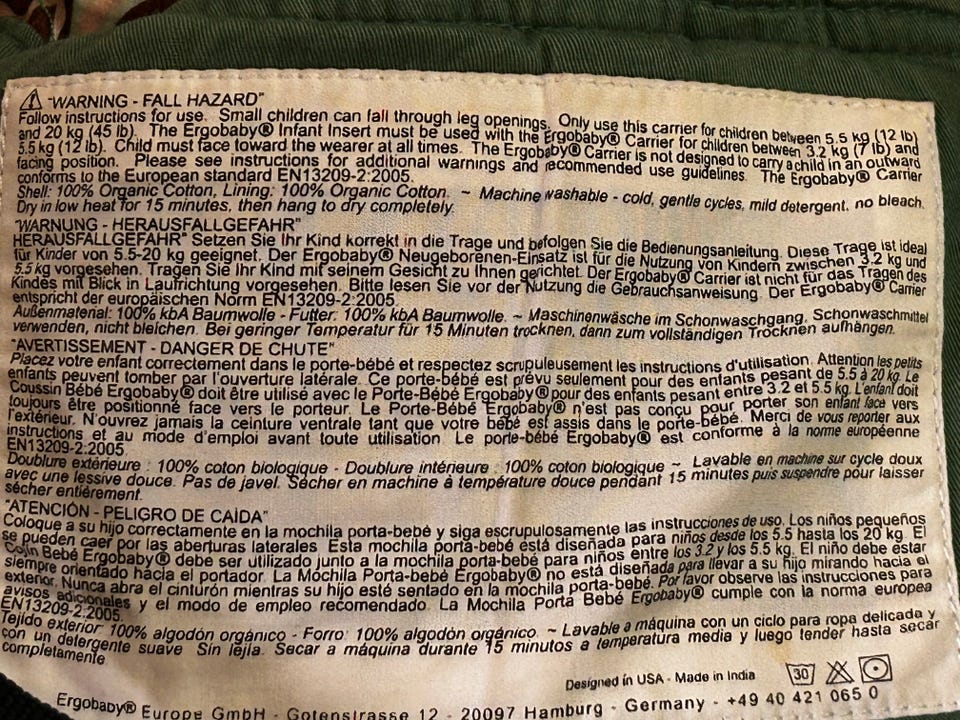 ⚠ "WARNING - FALL HAZARD"
Follow instructions for use. Small children can fall through leg openings. Only use this carrier for children between 5.5 kg (12 lb)
and 20 kg (45 lb). The Ergobaby® Infant Insert must be used with the Ergobaby® Carrier for children between 3.2 kg (7 lb) and
5.5 kg (12 lb). Child must face toward the wearer at all times. The Ergobaby® Carrier is not designed to carry a child in an outward
facing position. Please see instructions for additional warnings and recommended use guidelines. The Ergobaby® Carrier
conforms to the European standard EN13209-2:2005.
Shell: 100% Organic Cotton, Lining: 100% Organic Cotton. ~ Machine washable - cold, gentle cycles, mild detergent, no bleach.
Dry in low heat for 15 minutes, then hang to dry completely.
"WARNUNG - HERAUSFALLGEFAHR"
HERAUSFALLGEFAHR" Setzen Sie Ihr Kind korrekt in die Trage und befolgen Sie die Bedienungsanleitung. Diese Trage ist ideal
für Kinder von 5.5-20 kg geeignet. Der Ergobaby® Neugeborenen-Einsatz ist für die Nutzung von Kindern zwischen 3.2 kg und
5.5 kg vorgesehen. Tragen Sie Ihr Kind mit seinem Gesicht zu Ihnen gerichtet. Der Ergobaby® Carrier ist nicht für das Tragen des
Kindes mit Blick in Laufrichtung vorgesehen. Bitte lesen Sie vor der Nutzung die Gebrauchsanweisung. Der Ergobaby® Carrier
entspricht der europäischen Norm EN13209-2:2005.
Außenmaterial: 100% kbA Baumwolle - Futter: 100% kbA Baumwolle. ~ Maschinenwäsche im Schonwaschgang. Schonwaschmittel
verwenden, nicht bleichen. Bei geringer Temperatur für 15 Minuten trocknen, dann zum vollständigen Trocknen aufhängen.
"AVERTISSEMENT - DANGER DE CHUTE"
Placez votre enfant correctement dans le porte-bébé et respectez scrupuleusement les instructions d'utilisation. Attention les petits
enfants peuvent tomber par l'ouverture latérale. Ce porte-bébé est prévu seulement pour des enfants pesant de 5.5 à 20 kg. Le
Coussin Bébé Ergobaby® doit être utilisé avec le Porte-Bébé Ergobaby® pour des enfants pesant entre 3.2 et 5.5 kg. L'enfant doit
toujours être positionné face vers le porteur. Le Porte-Bébé Ergobaby® n'est pas conçu pour porter son enfant face vers
l'extérieur. N'ouvrez jamais la ceinture ventrale tant que votre bébé est assis dans le porte-bébé. Merci de vous reporter aux
instructions et au mode d'emploi avant toute utilisation. Le porte-bébé Ergobaby® est conforme à la norme européenne
EN13209-2:2005.
Doublure extérieure : 100% coton biologique - Doublure intérieure : 100% coton biologique ~ Lavable en machine sur cycle doux
avec une lessive douce. Pas de javel. Sécher en machine à température douce pendant 15 minutes puis suspendre pour laisser
sécher entiérement.
"ATENCIÓN - PELIGRO DE CAÍDA"
Coloque a su hijo correctamente en la mochila porta-bebé y siga escrupulosamente las instrucciones de uso. Los niños pequeños
se pueden caer por las aberturas laterales. Esta mochila porta-bebé está diseñada para niños desde los 5.5 hasta los 20 kg. El
Cojin Bebé Ergobaby® debe ser utilizado junto a la mochila porta-bebé para niños entre los 3.2 y los 5.5 kg. El niño debe estar
siempre orientado hacia el portador. La Mochila Porta-bebé Ergobaby® no está diseñada para llevar a su hijo mirando hacia el
exterior. Nunca abra el cinturón mientras su hijo esté sentado en la mochila porta-bebé. Por favor observe las instrucciones para
avisos adicionales y el modo de empleo recomendado. La Mochila Porta Bebé Ergobaby® cumple con la norma europea
EN13209-2:2005.
Tejido exterior: 100% algodón orgánico - Forro: 100% algodón orgánico. ~ Lavable a máquina con un ciclo para ropa delicada y
con un detergente suave. Sin lejía. Secar a máquina durante 15 minutos a temperatura media y luego tender hasta secar
completamente.
Designed in USA - Made in India 30
Ergobaby® Europe GmbH - Gotenstrasse 12 - 20097 Hamburg - Germany - +49 40 421 065 0